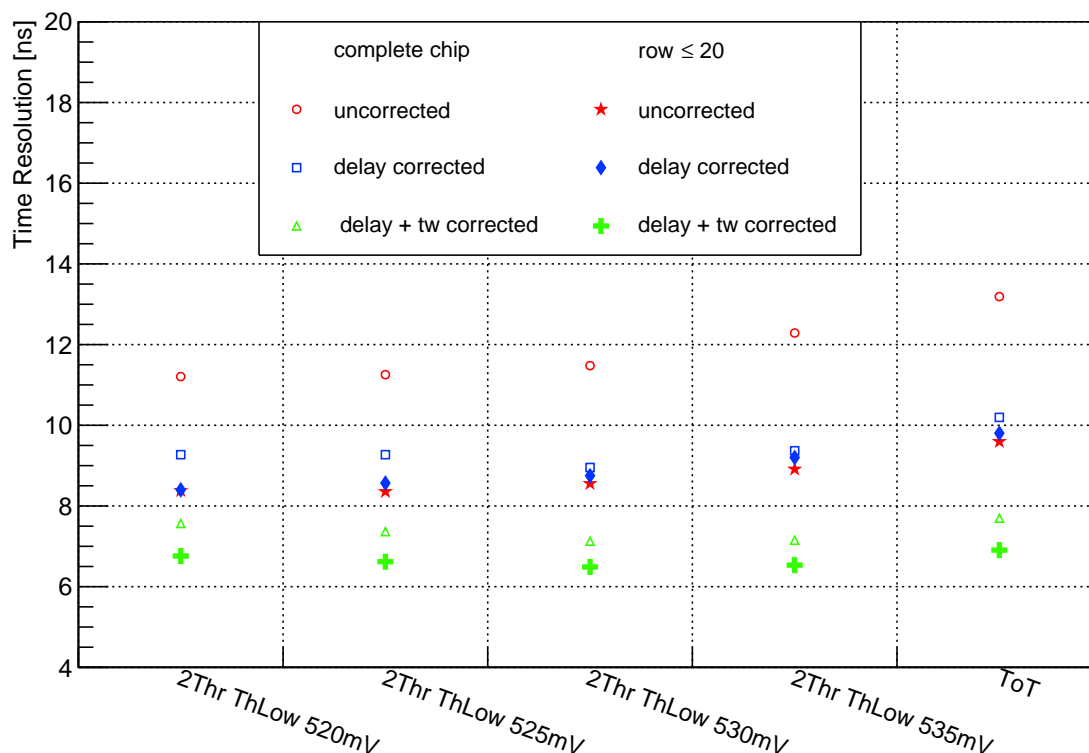 Time Resolution [ns]
20
18
16
14
12
10
8
6
4
complete chip row ≤ 20
uncorrected uncorrected
delay corrected delay corrected
delay + tw corrected delay + tw corrected
2Thr ThLow 520mV
2Thr ThLow 525mV
2Thr ThLow 530mV
2Thr ThLow 535mV
ToT